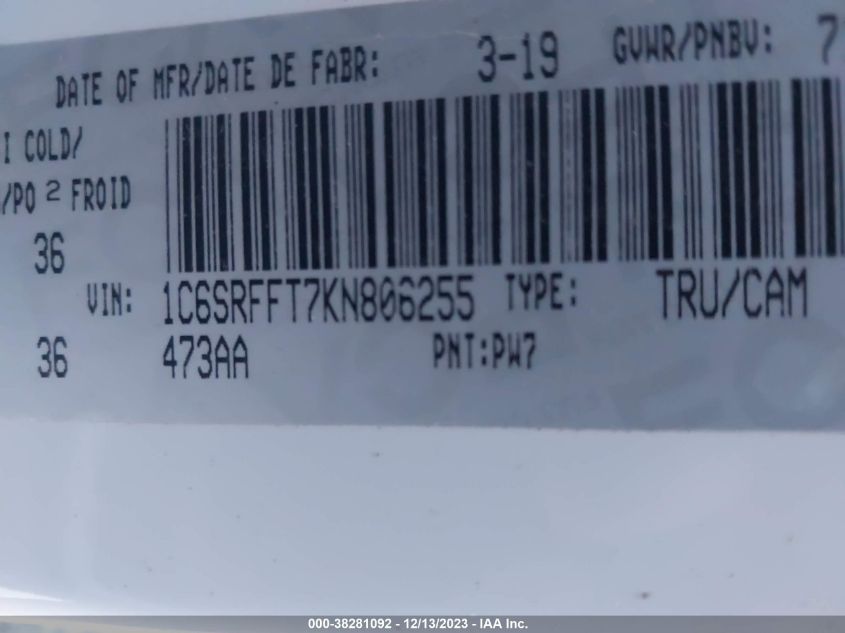 DATE OF MFR/DATE DE FABR: 3-19 GVWR/PNBV:
I COLD/
/PO 2 FROID
36
VIN: 1C6SRFFT7KN806255 TYPE: TRU/CAM
36 473AA PNT:PW7
000-38281092 - 12/13/2023 - IAA Inc.